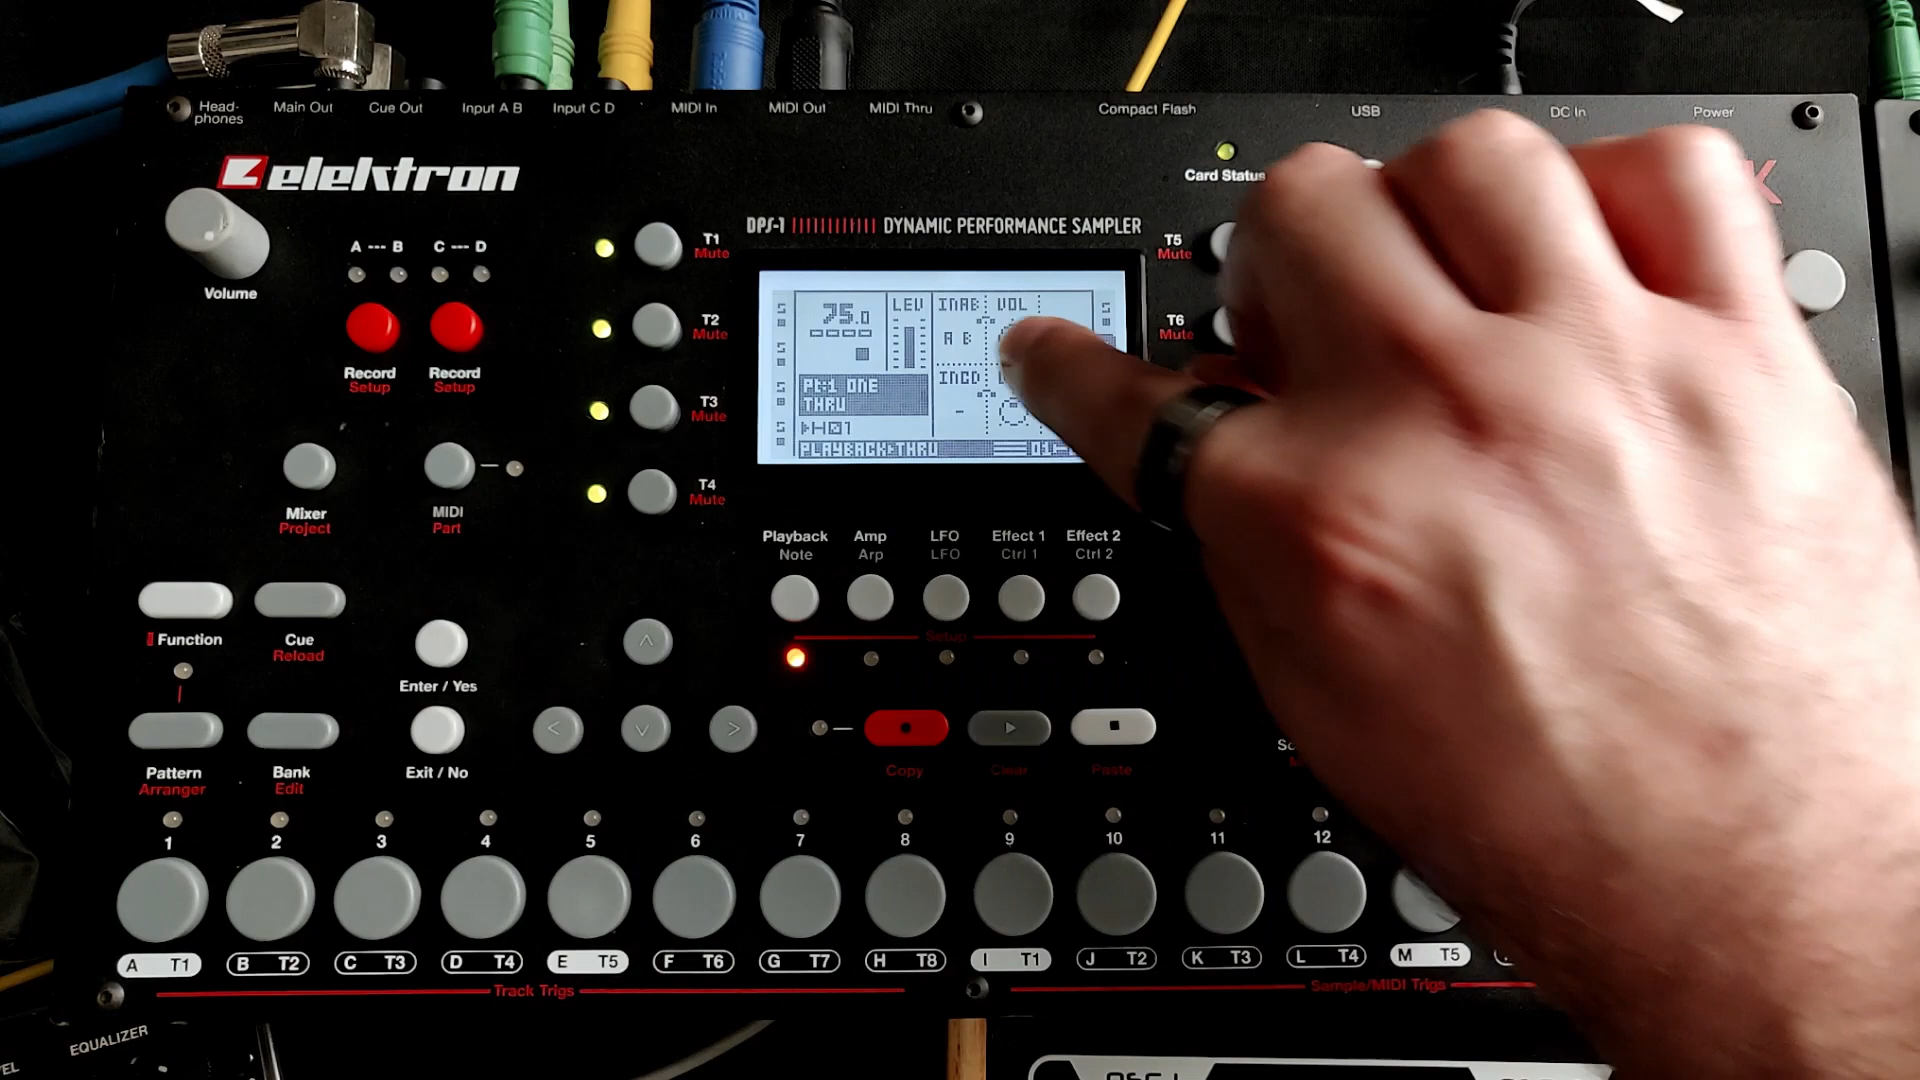 Head-
phones
Main Out
Cue Out
Input A B
Input C D
MIDI In
MIDI Out
MIDI Thru
Compact Flash
USB
DC In
Power
elektron
Card Status
K
DPS-1 DYNAMIC PERFORMANCE SAMPLER
Volume
A --- B
C --- D
Record
Setup
Record
Setup
T1
Mute
T2
Mute
T3
Mute
T4
Mute
T5
Mute
T6
Mute
75.0
LEV
INAB
VOL
A B
INCD
PT:1 ONE
THRU
PLAYBACK:THRU
Mixer
Project
MIDI
Part
Playback
Note
Amp
Arp
LFO
LFO
Effect 1
Ctrl 1
Effect 2
Ctrl 2
Setup
Function
Cue
Reload
Enter / Yes
Exit / No
Pattern
Arranger
Bank
Edit
Copy
Clear
Paste
1
2
3
4
5
6
7
8
9
10
11
12
A T1
B T2
C T3
D T4
E T5
F T6
G T7
H T8
I T1
J T2
K T3
L T4
M T5
Track Trigs
Sample/MIDI Trigs
EQUALIZER